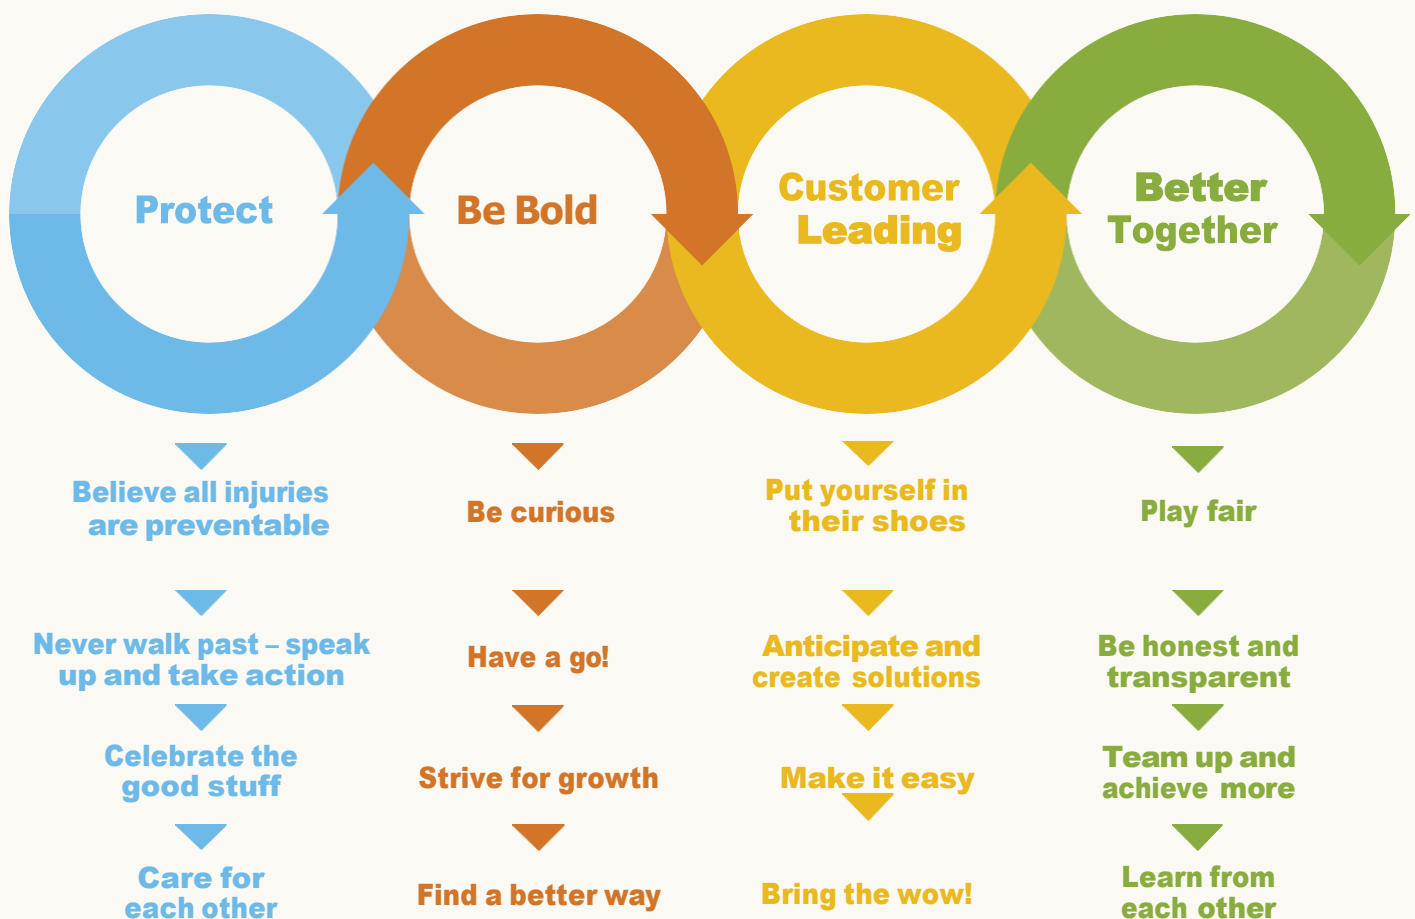 Protect
Be Bold
Customer
Leading
Better
Together
Believe all injuries
are preventable
Be curious
Put yourself in
their shoes
Play fair
Never walk past – speak
up and take action
Have a go!
Anticipate and
create solutions
Be honest and
transparent
Celebrate the
good stuff
Strive for growth
Make it easy
Team up and
achieve more
Care for
each other
Find a better way
Bring the wow!
Learn from
each other